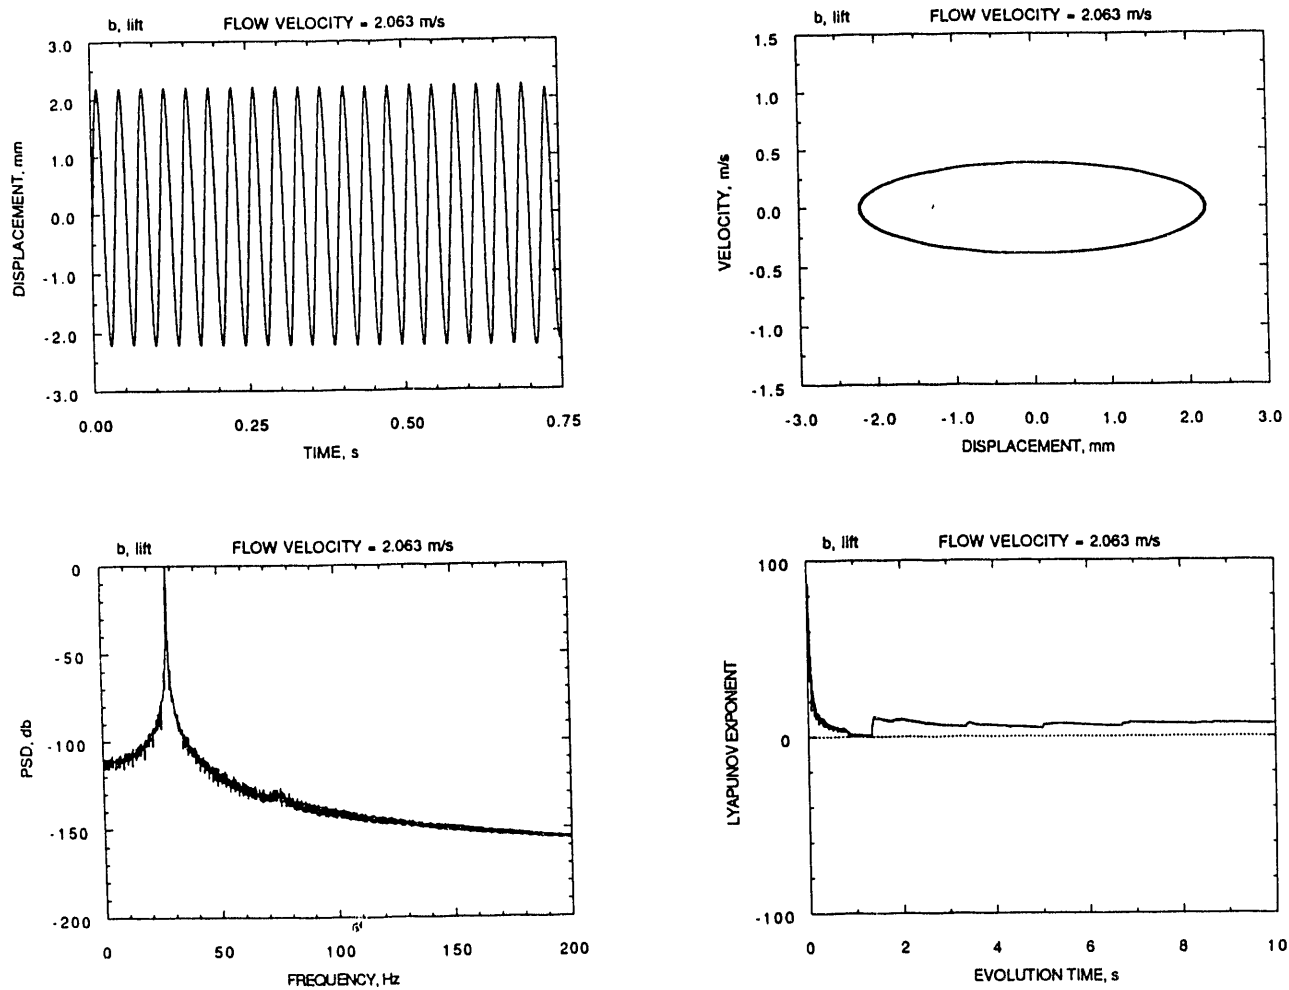 b, lift FLOW VELOCITY = 2.063 m/s
3.0
2.0
1.0
0.0
-1.0
-2.0
-3.0
DISPLACEMENT, mm
0.00 0.25 0.50 0.75
TIME, s
b, lift FLOW VELOCITY = 2.063 m/s
1.5
1.0
0.5
0.0
-0.5
-1.0
-1.5
VELOCITY, m/s
-3.0 -2.0 -1.0 0.0 1.0 2.0 3.0
DISPLACEMENT, mm
b, lift FLOW VELOCITY = 2.063 m/s
0
-50
-100
-150
-200
PSD, db
0 50 100 150 200
FREQUENCY, Hz
b, lift FLOW VELOCITY = 2.063 m/s
100
0
-100
LYAPUNOV EXPONENT
0 2 4 6 8 10
EVOLUTION TIME, s